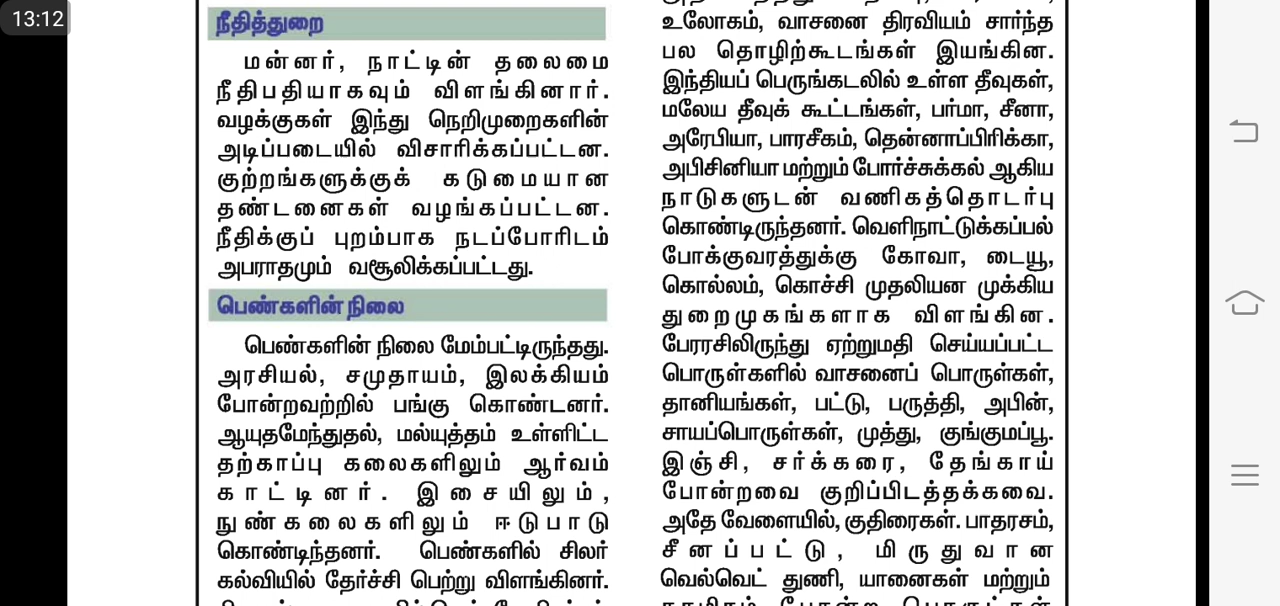 13:12
நீதித்துறை
மன்னர், நாட்டின் தலைமை
நீதிபதியாகவும் விளங்கினார்.
வழக்குகள் இந்து நெறிமுறைகளின்
அடிப்படையில் விசாரிக்கப்பட்டன.
குற்றங்களுக்குக் கடுமையான
தண்டனைகள் வழங்கப்பட்டன.
நீதிக்குப் புறம்பாக நடப்போரிடம்
அபராதமும் வசூலிக்கப்பட்டது.
பெண்களின் நிலை
பெண்களின் நிலை மேம்பட்டிருந்தது.
அரசியல், சமுதாயம், இலக்கியம்
போன்றவற்றில் பங்கு கொண்டனர்.
ஆயுதமேந்துதல், மல்யுத்தம் உள்ளிட்ட
தற்காப்பு கலைகளிலும் ஆர்வம்
காட்டினர். இசையிலும்,
நுண்கலைகளிலும் ஈடுபாடு
கொண்டிந்தனர். பெண்களில் சிலர்
கல்வியில் தேர்ச்சி பெற்று விளங்கினர்.
உலோகம், வாசனை திரவியம் சார்ந்த
பல தொழிற்கூடங்கள் இயங்கின.
இந்தியப் பெருங்கடலில் உள்ள தீவுகள்,
மலேய தீவுக் கூட்டங்கள், பர்மா, சீனா,
அரேபியா, பாரசீகம், தென்னாப்பிரிக்கா,
அபிசினியா மற்றும் போர்ச்சுக்கல் ஆகிய
நாடுகளுடன் வணிகத்தொடர்பு
கொண்டிருந்தனர். வெளிநாட்டுக்கப்பல்
போக்குவரத்துக்கு கோவா, டையூ,
கொல்லம், கொச்சி முதலியன முக்கிய
துறைமுகங்களாக விளங்கின.
பேரரசிலிருந்து ஏற்றுமதி செய்யப்பட்ட
பொருள்களில் வாசனைப் பொருள்கள்,
தானியங்கள், பட்டு, பருத்தி, அபின்,
சாயப்பொருள்கள், முத்து, குங்குமப்பூ.
இஞ்சி, சர்க்கரை, தேங்காய்
போன்றவை குறிப்பிடத்தக்கவை.
அதே வேளையில், குதிரைகள். பாதரசம்,
சீனப்பட்டு, மிருதுவான
வெல்வெட் துணி, யானைகள் மற்றும்